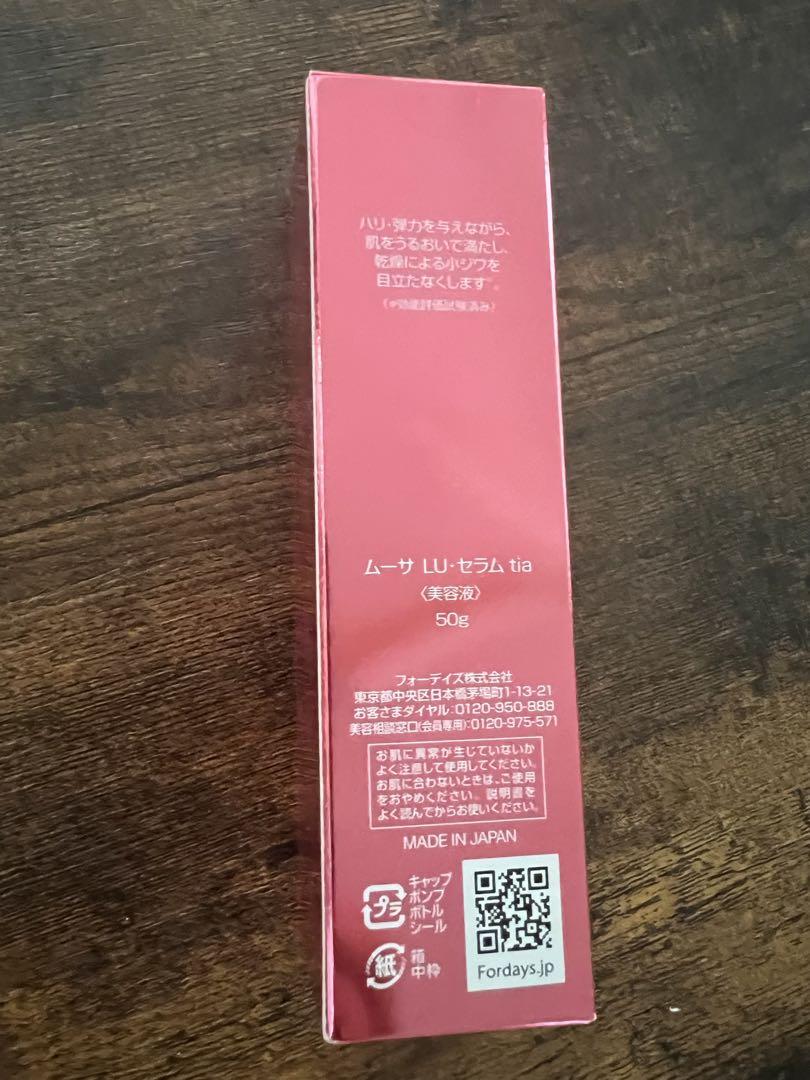 ハリ・弾力を与えながら、
肌をうるおいで満たし、
乾燥による小ジワを
目立たなくします*。
(*効能評価試験済み)
ムーサ LU・セラム tia
〈美容液〉
50g
フォーデイズ株式会社
東京都中央区日本橋茅場町1-13-21
お客さまダイヤル:0120-950-888
美容相談窓口(会員専用):0120-975-571
お肌に異常が生じていないか
よく注意して使用してください。
お肌に合わないときは、ご使用
をおやめください。説明書を
よく読んでからお使いください。
MADE IN JAPAN
プラ
キャップ
ポンプ
ボトル
シール
紙
箱
中枠
Fordays.jp